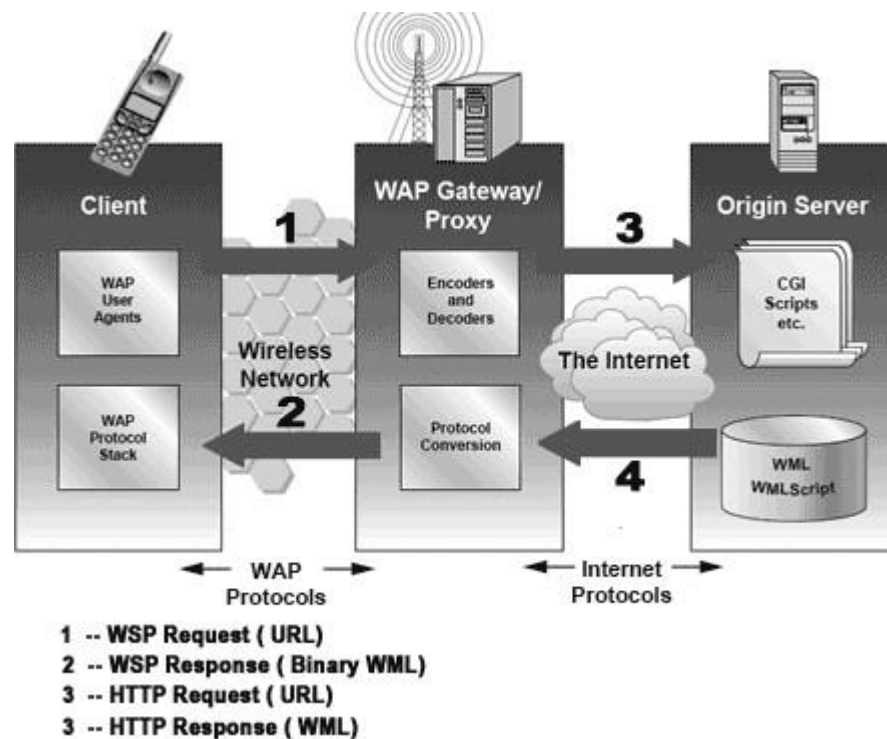 Client
WAP
User
Agents
WAP
Protocol
Stack
1
Wireless
Network
2
WAP Gateway/
Proxy
Encoders
and
Decoders
Protocol
Conversion
3
The Internet
4
Origin Server
CGI
Scripts
etc.
WML
WMLScript
WAP
Protocols
Internet
Protocols
1 -- WSP Request ( URL)
2 -- WSP Response ( Binary WML)
3 -- HTTP Request ( URL)
3 -- HTTP Response ( WML)